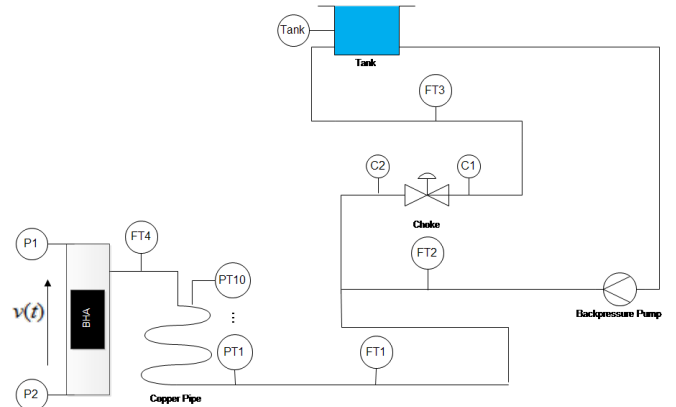 Tank
Tank
FT3
C2
C1
Choke
P1
FT4
FT2
PT10
Backpressure Pump
v(t)
BHA
⋮
PT1
FT1
P2
Copper Pipe